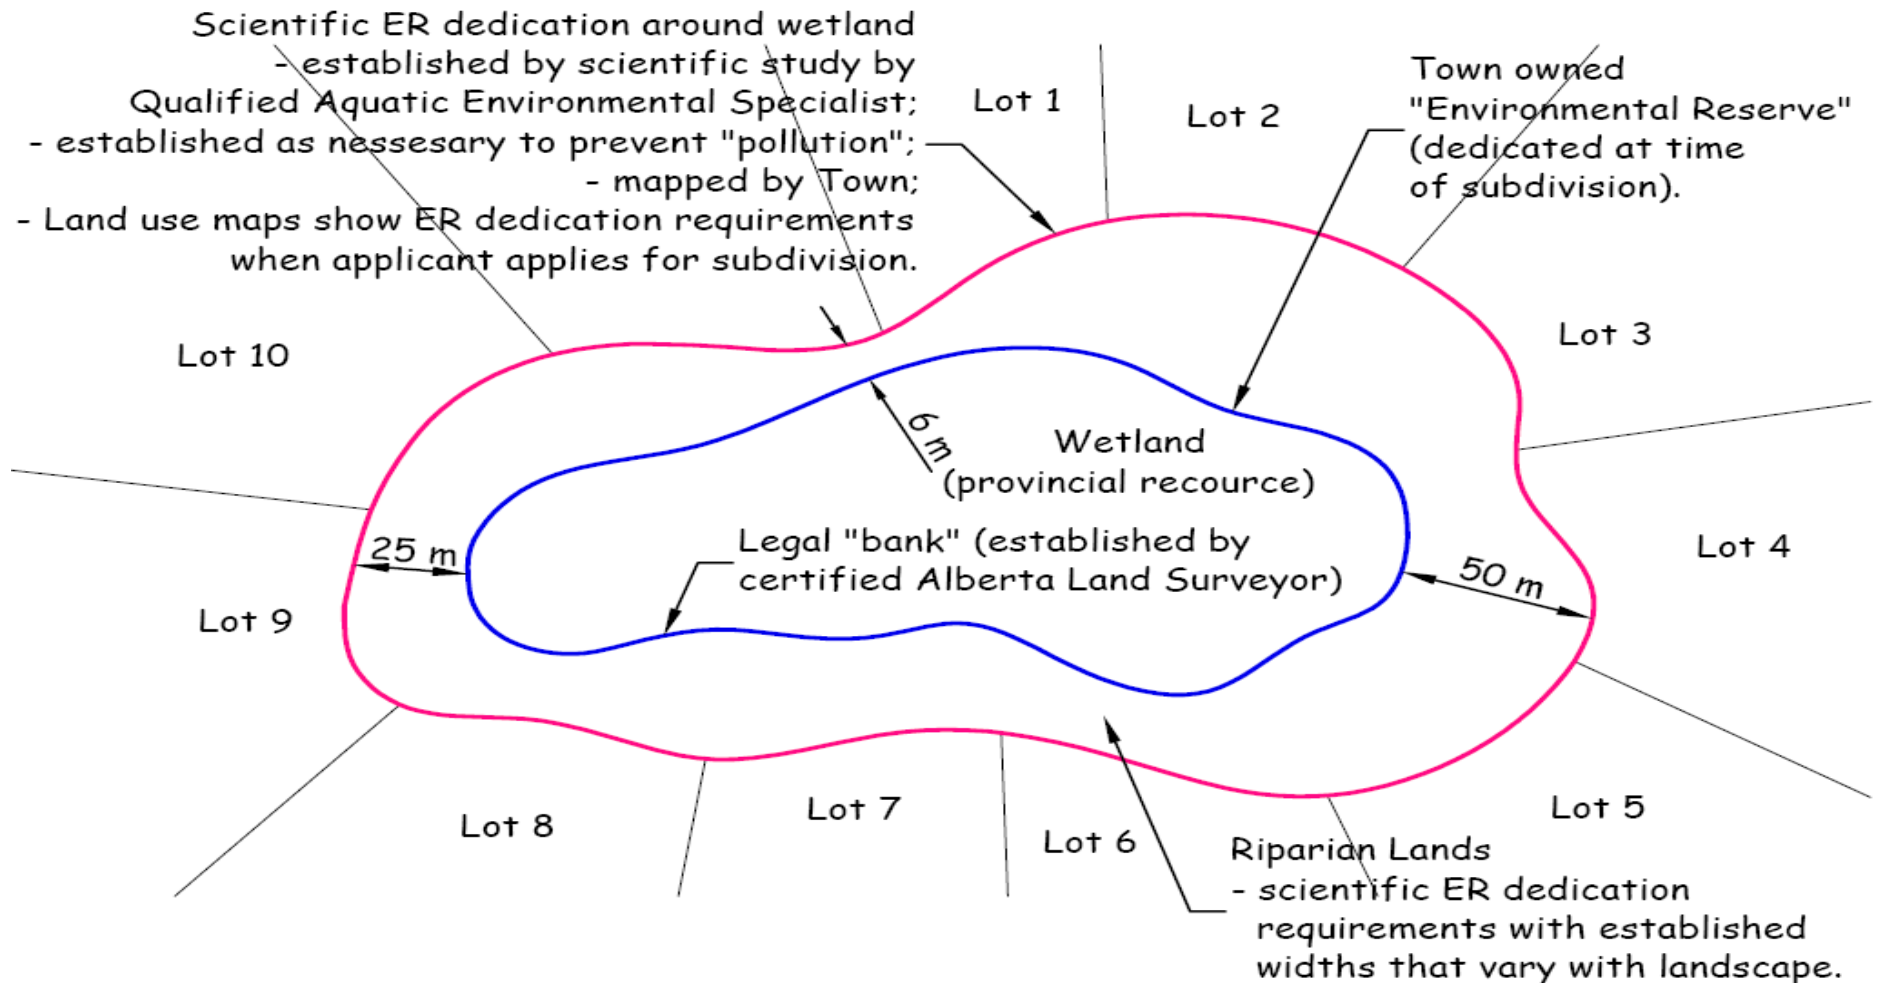 Scientific ER dedication around wetland
- established by scientific study by
Qualified Aquatic Environmental Specialist;
- established as nessesary to prevent "pollution";
- mapped by Town;
- Land use maps show ER dedication requirements
when applicant applies for subdivision.
Lot 1
Lot 2
Town owned
"Environmental Reserve"
(dedicated at time
of subdivision).
Lot 10
Lot 3
6 m
Wetland
(provincial recource)
25 m
Legal "bank" (established by
certified Alberta Land Surveyor)
50 m
Lot 4
Lot 9
Lot 8
Lot 7
Lot 6
Lot 5
Riparian Lands
- scientific ER dedication
requirements with established
widths that vary with landscape.